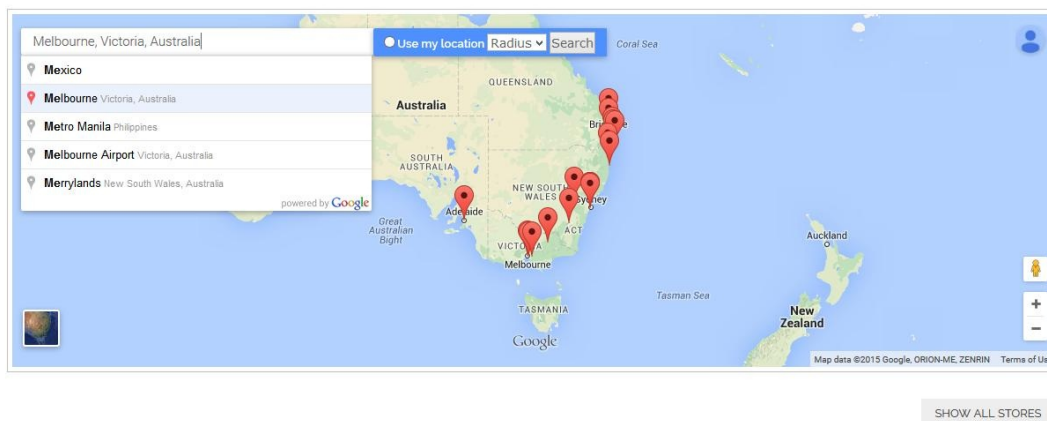 Melbourne, Victoria, Australia
Use my location Radius Search
Mexico
Melbourne Victoria, Australia
Metro Manila Philippines
Melbourne Airport Victoria, Australia
Merrylands New South Wales, Australia
powered by Google
Coral Sea
QUEENSLAND
Australia
SOUTH
AUSTRALIA
NEW SOUTH
WALES
Sydney
Adelaide
Great
Australian
Bight
ACT
VICTORIA
Melbourne
Auckland
Tasman Sea
TASMANIA
New
Zealand
Google
+
−
Map data ©2015 Google, ORION-ME, ZENRIN Terms of Us
SHOW ALL STORES